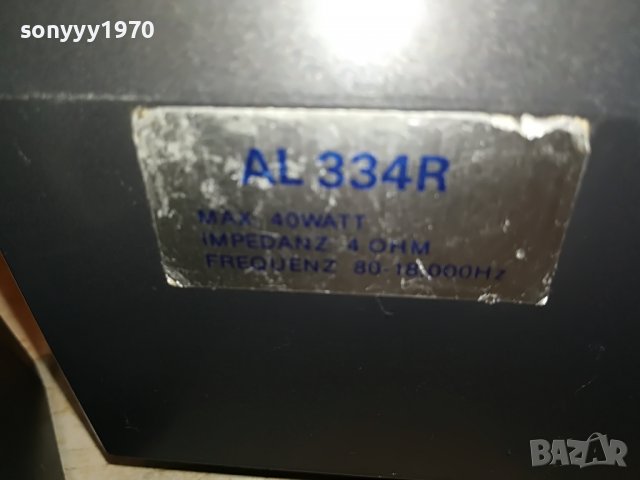 sonyyy1970
AL 334R
MAX 40WATT
IMPEDANZ 4 OHM
FREQUENZ 80-18.000Hz
BAZAR